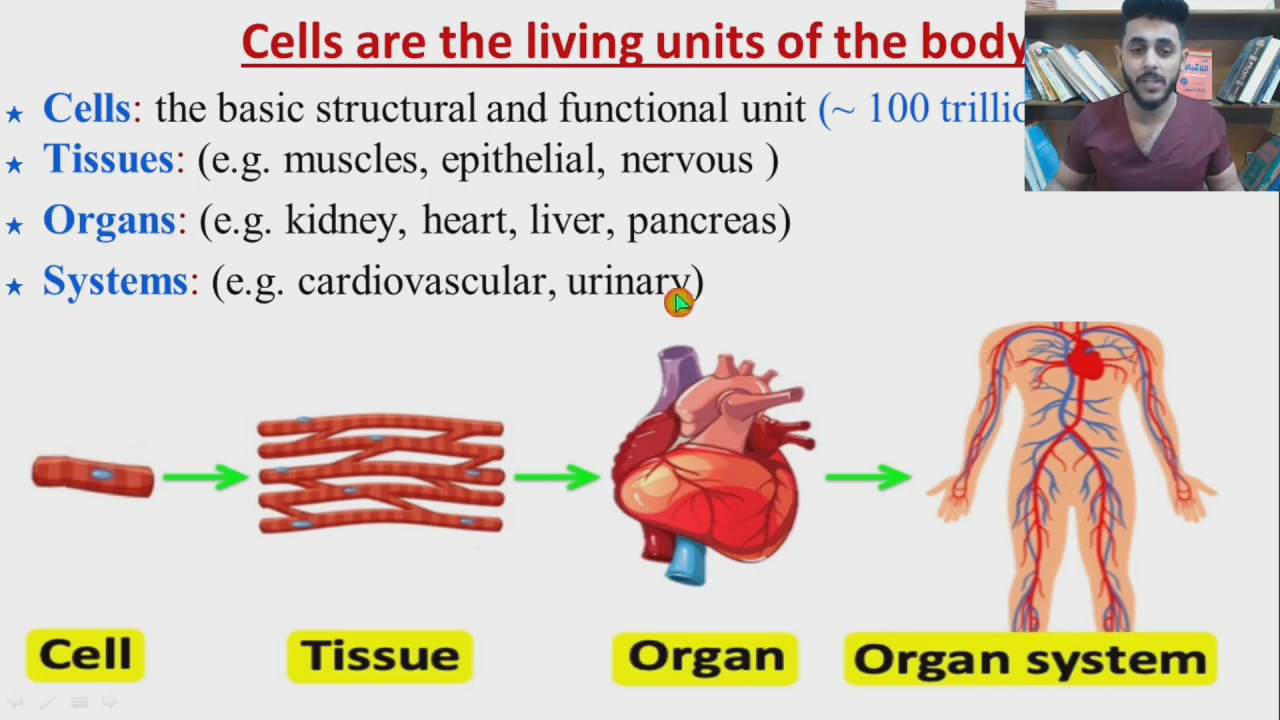 Cells are the living units of the body
★ Cells: the basic structural and functional unit (~ 100
★ Tissues: (e.g. muscles, epithelial, nervous )
★ Organs: (e.g. kidney, heart, liver, pancreas)
★ Systems: (e.g. cardiovascular, urinary)
Cell
Tissue
Organ
Organ system